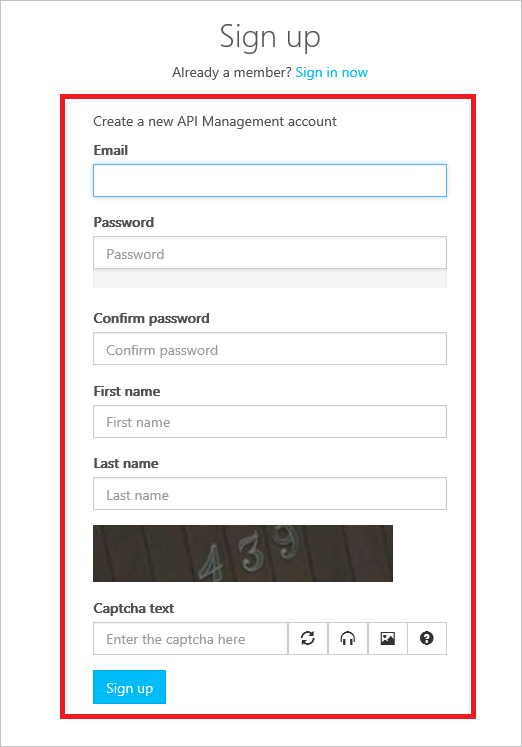 Sign up
Already a member? Sign in now
Create a new API Management account
Email
Password
Password
Confirm password
Confirm password
First name
First name
Last name
Last name
439
Captcha text
Enter the captcha here
Sign up